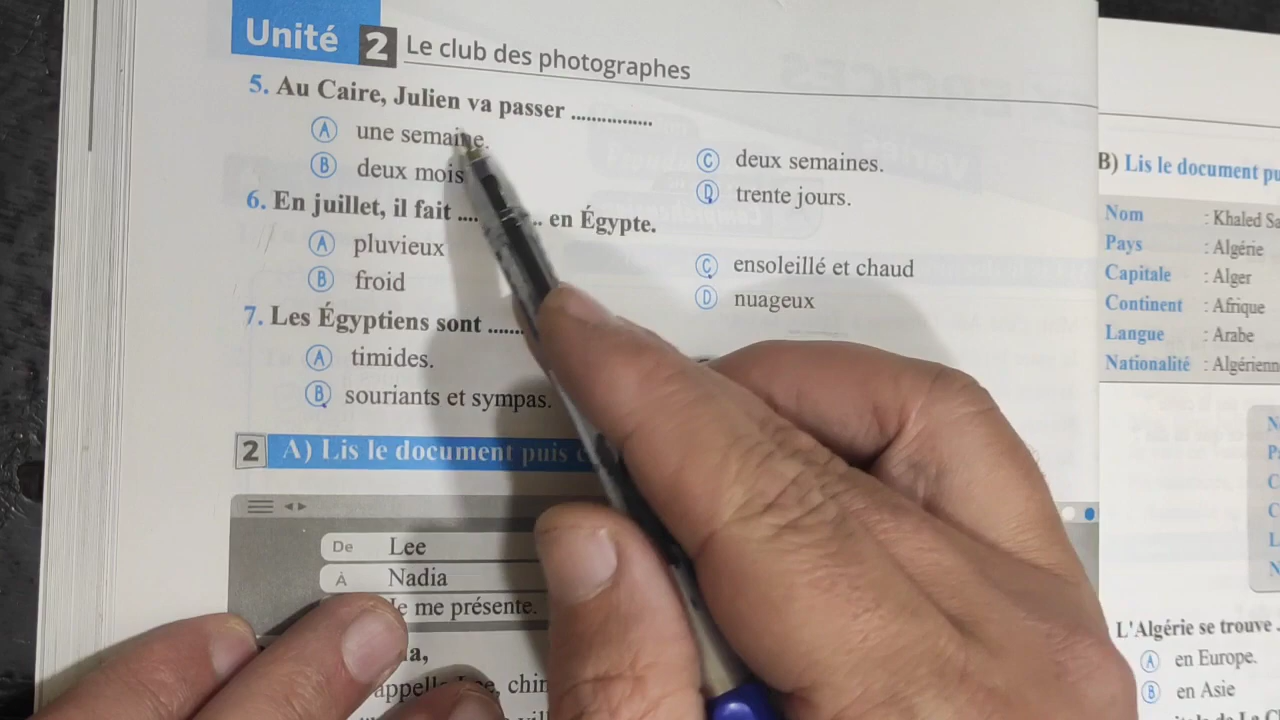 Unité 2 Le club des photographes
5. Au Caire, Julien va passer ................
A une semaine.
B deux mois
C deux semaines.
D trente jours.
6. En juillet, il fait .... .. en Égypte.
A pluvieux
B froid
C ensoleillé et chaud
D nuageux
7. Les Égyptiens sont .......
A timides.
B souriants et sympas.
2 A) Lis le document puis
De Lee
À Nadia
Je me présente.
B) Lis le document
Nom : Khaled
Pays : Algérie
Capitale : Alger
Continent : Afrique
Langue : Arabe
Nationalité
L'Algérie se trouve
A en Europe.
B en Asie